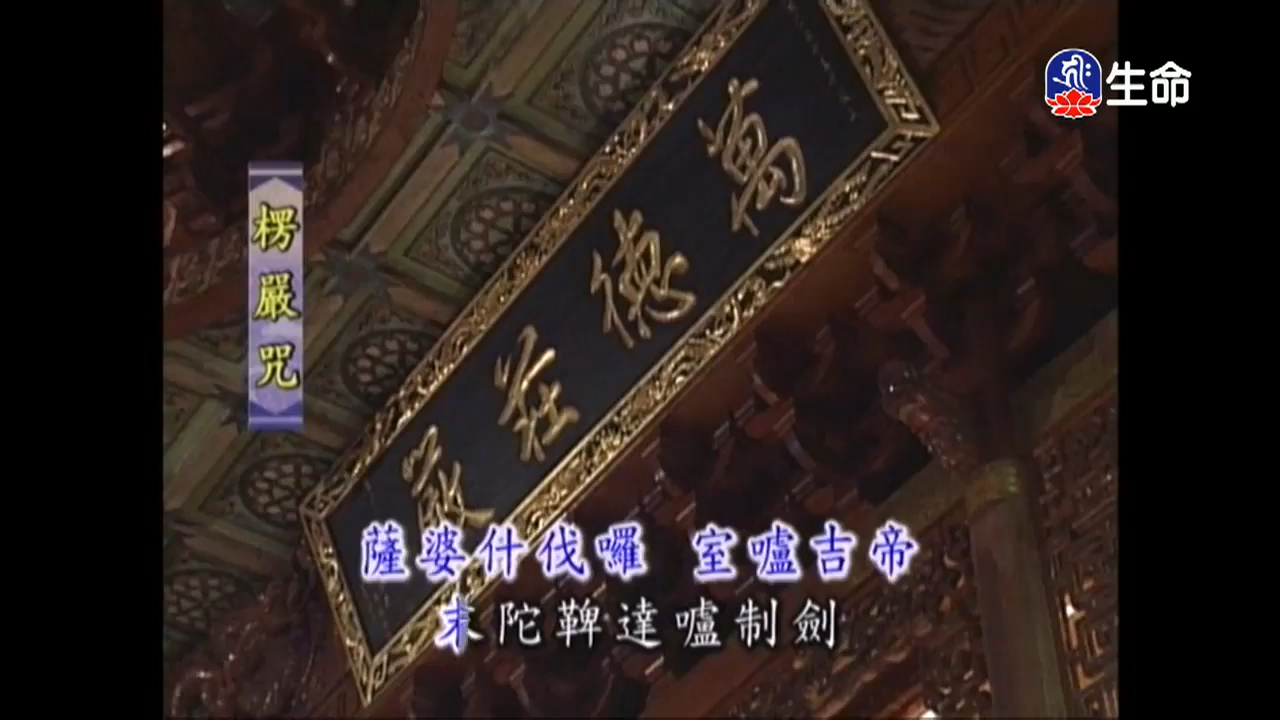 生命
楞嚴咒
萬德莊嚴
薩婆什伐囉 室嚧吉帝
末陀鞞達嚧制劍